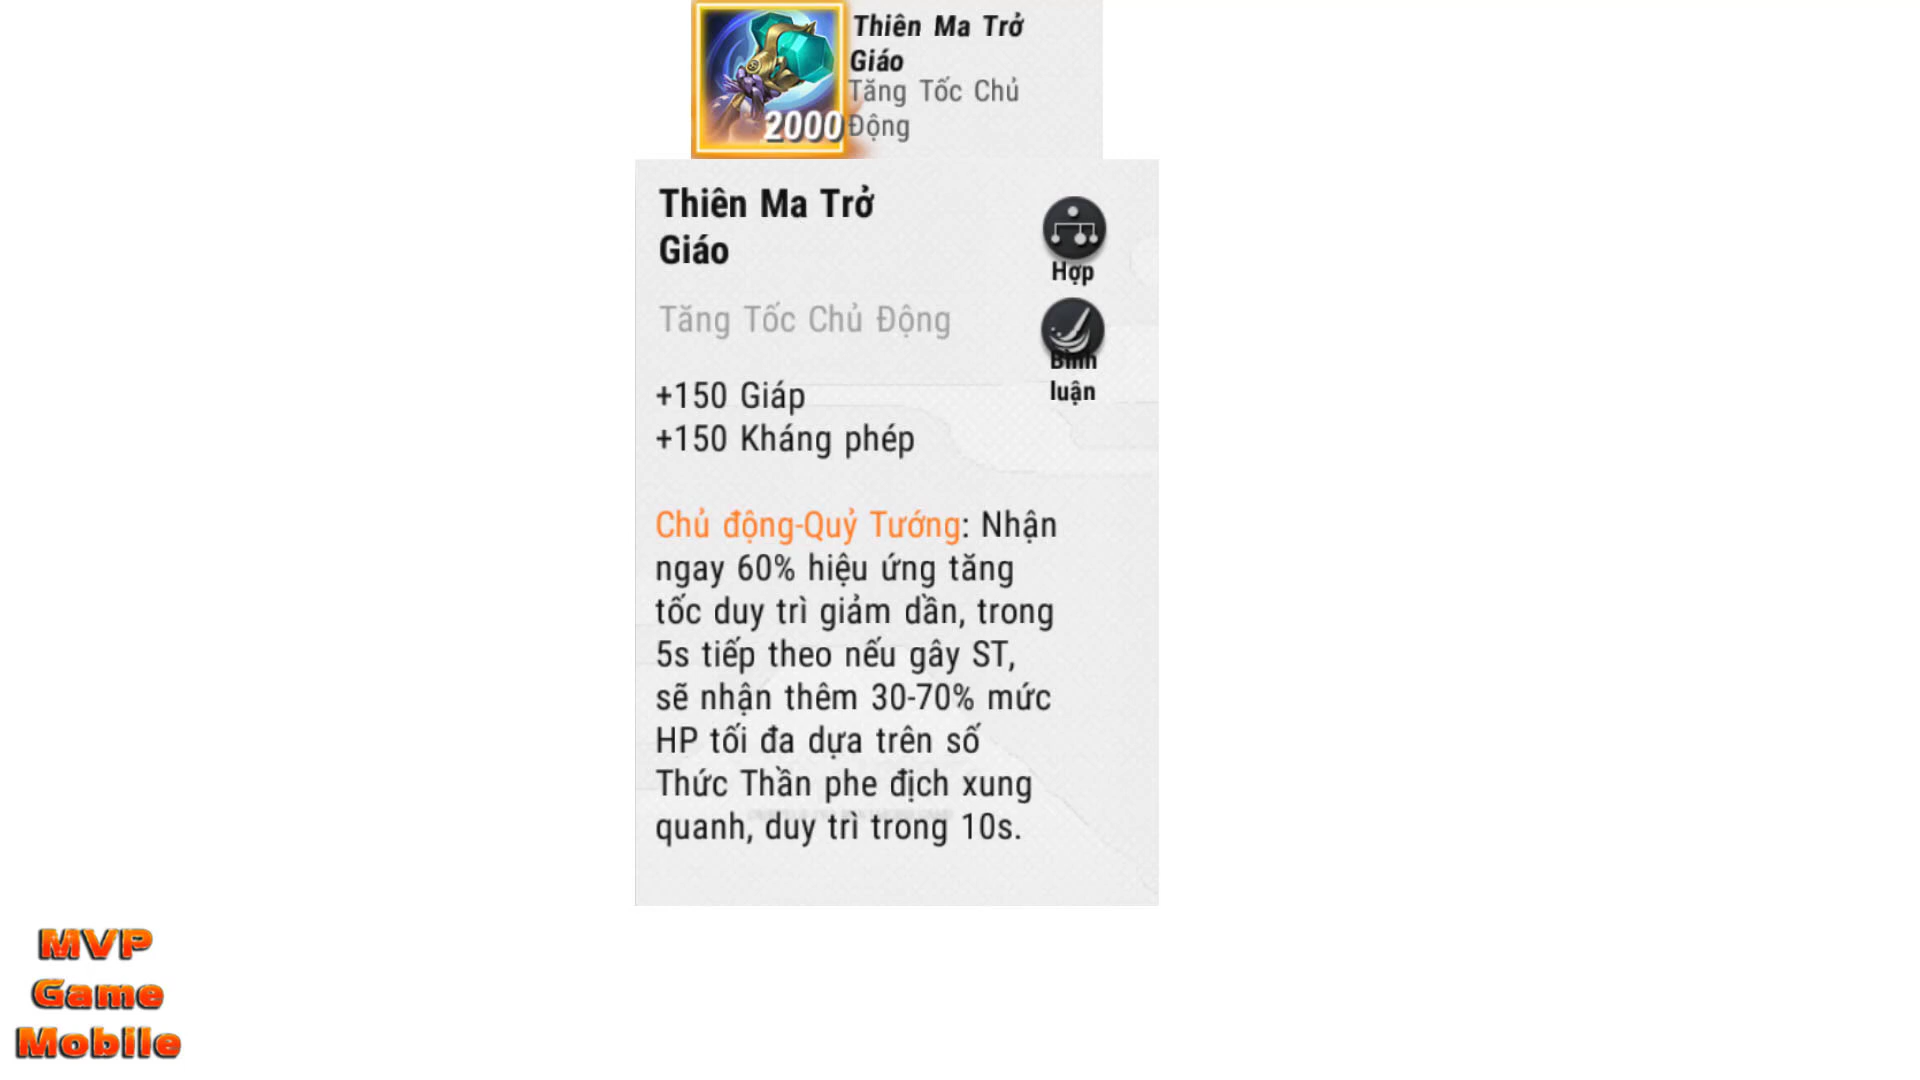 Thiên Ma Trở
Giáo
Tăng Tốc Chủ
Động
2000
Thiên Ma Trở
Giáo
Hợp
Tăng Tốc Chủ Động
Bình
luận
+150 Giáp
+150 Kháng phép
Chủ động-Quỷ Tướng: Nhận
ngay 60% hiệu ứng tăng
tốc duy trì giảm dần, trong
5s tiếp theo nếu gây ST,
sẽ nhận thêm 30-70% mức
HP tối đa dựa trên số
Thức Thần phe địch xung
quanh, duy trì trong 10s.
MVP
Game
Mobile